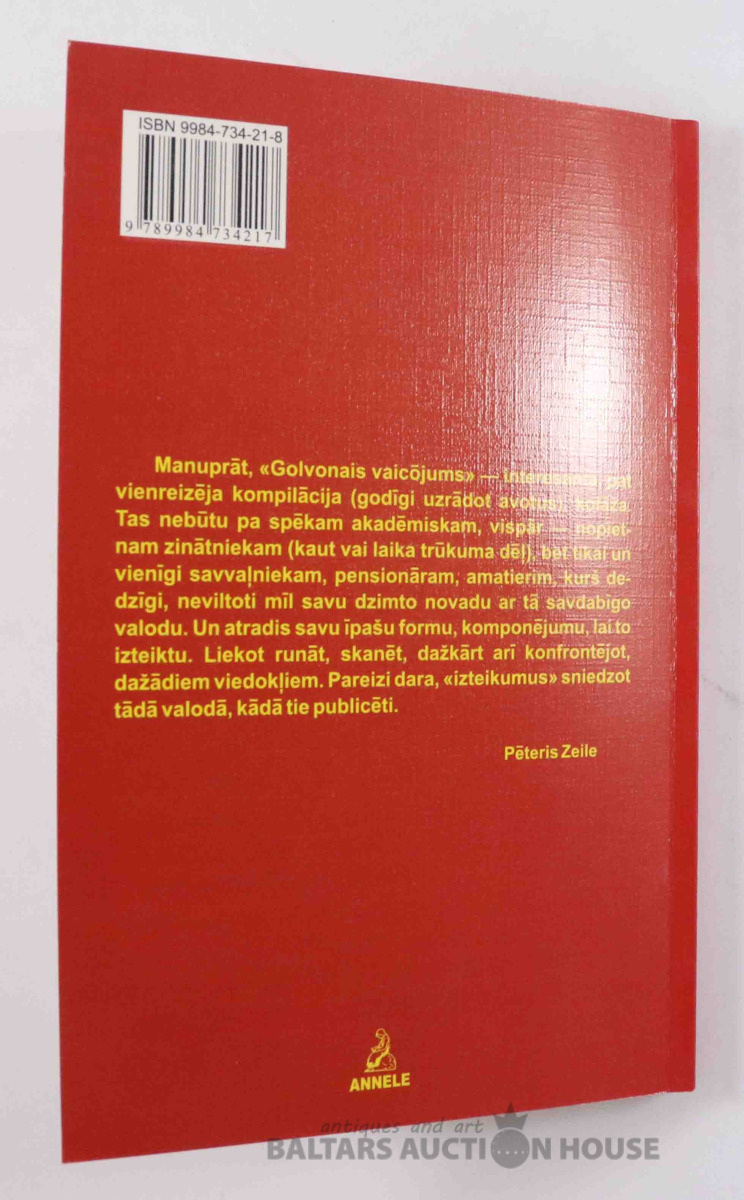 ISBN 9984-734-21-8
9 789984 734217
Manuprāt, «Golvonais vaicōjums» — interesanta, pat
vienreizēja kompilācija (godīgi uzrādot avotus), kolāža.
Tas nebūtu pa spēkam akadēmiskam, vispār — nopiet-
nam zinātniekam (kaut vai laika trūkuma dēļ), bet tikai un
vienīgi savvaļniekam, pensionāram, amatierim, kurš de-
dzīgi, neviltoti mīl savu dzimto novadu ar tā savdabīgo
valodu. Un atradis savu īpašu formu, komponējumu, lai to
izteiktu. Liekot runāt, skanēt, dažkārt arī konfrontējot,
dažādiem viedokļiem. Pareizi dara, «izteikumus» sniedzot
tādā valodā, kādā tie publicēti.
Pēteris Zeile
ANNELE
antiques and art
BALTARS AUCTION HOUSE